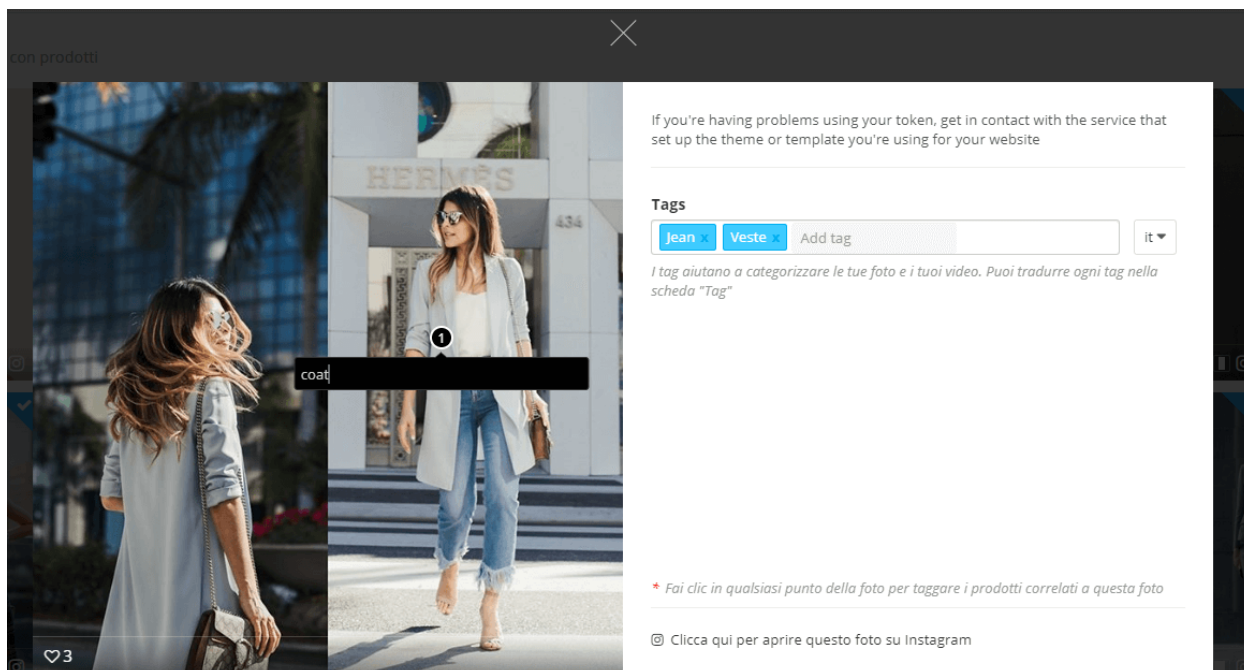 con prodotti
If you're having problems using your token, get in contact with the service that
set up the theme or template you're using for your website
Tags
Jean x Veste x Add tag it
I tag aiutano a categorizzare le tue foto e i tuoi video. Puoi tradurre ogni tag nella
scheda "Tag"
HERMÈS
434
1
coat
* Fai clic in qualsiasi punto della foto per taggare i prodotti correlati a questa foto
Clicca qui per aprire questo foto su Instagram
3